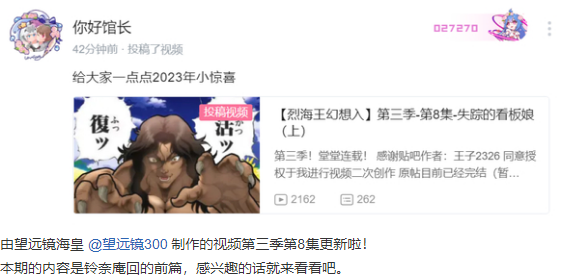 你好馆长
027270
42分钟前 · 投稿了视频
给大家一点点2023年小惊喜
投稿视频
復ッ
ふつ
活ッ
かつ
【烈海王幻想入】第三季-第8集-失踪的看板娘
（上）
第三季！堂堂连载！ 感谢贴吧作者：王子2326 同意授
权于我进行视频二次创作 原帖目前已经完结（暂…
2162
262
由望远镜海皇 @望远镜300 制作的视频第三季第8集更新啦！
本期的内容是铃奈庵回的前篇，感兴趣的话就来看看吧。